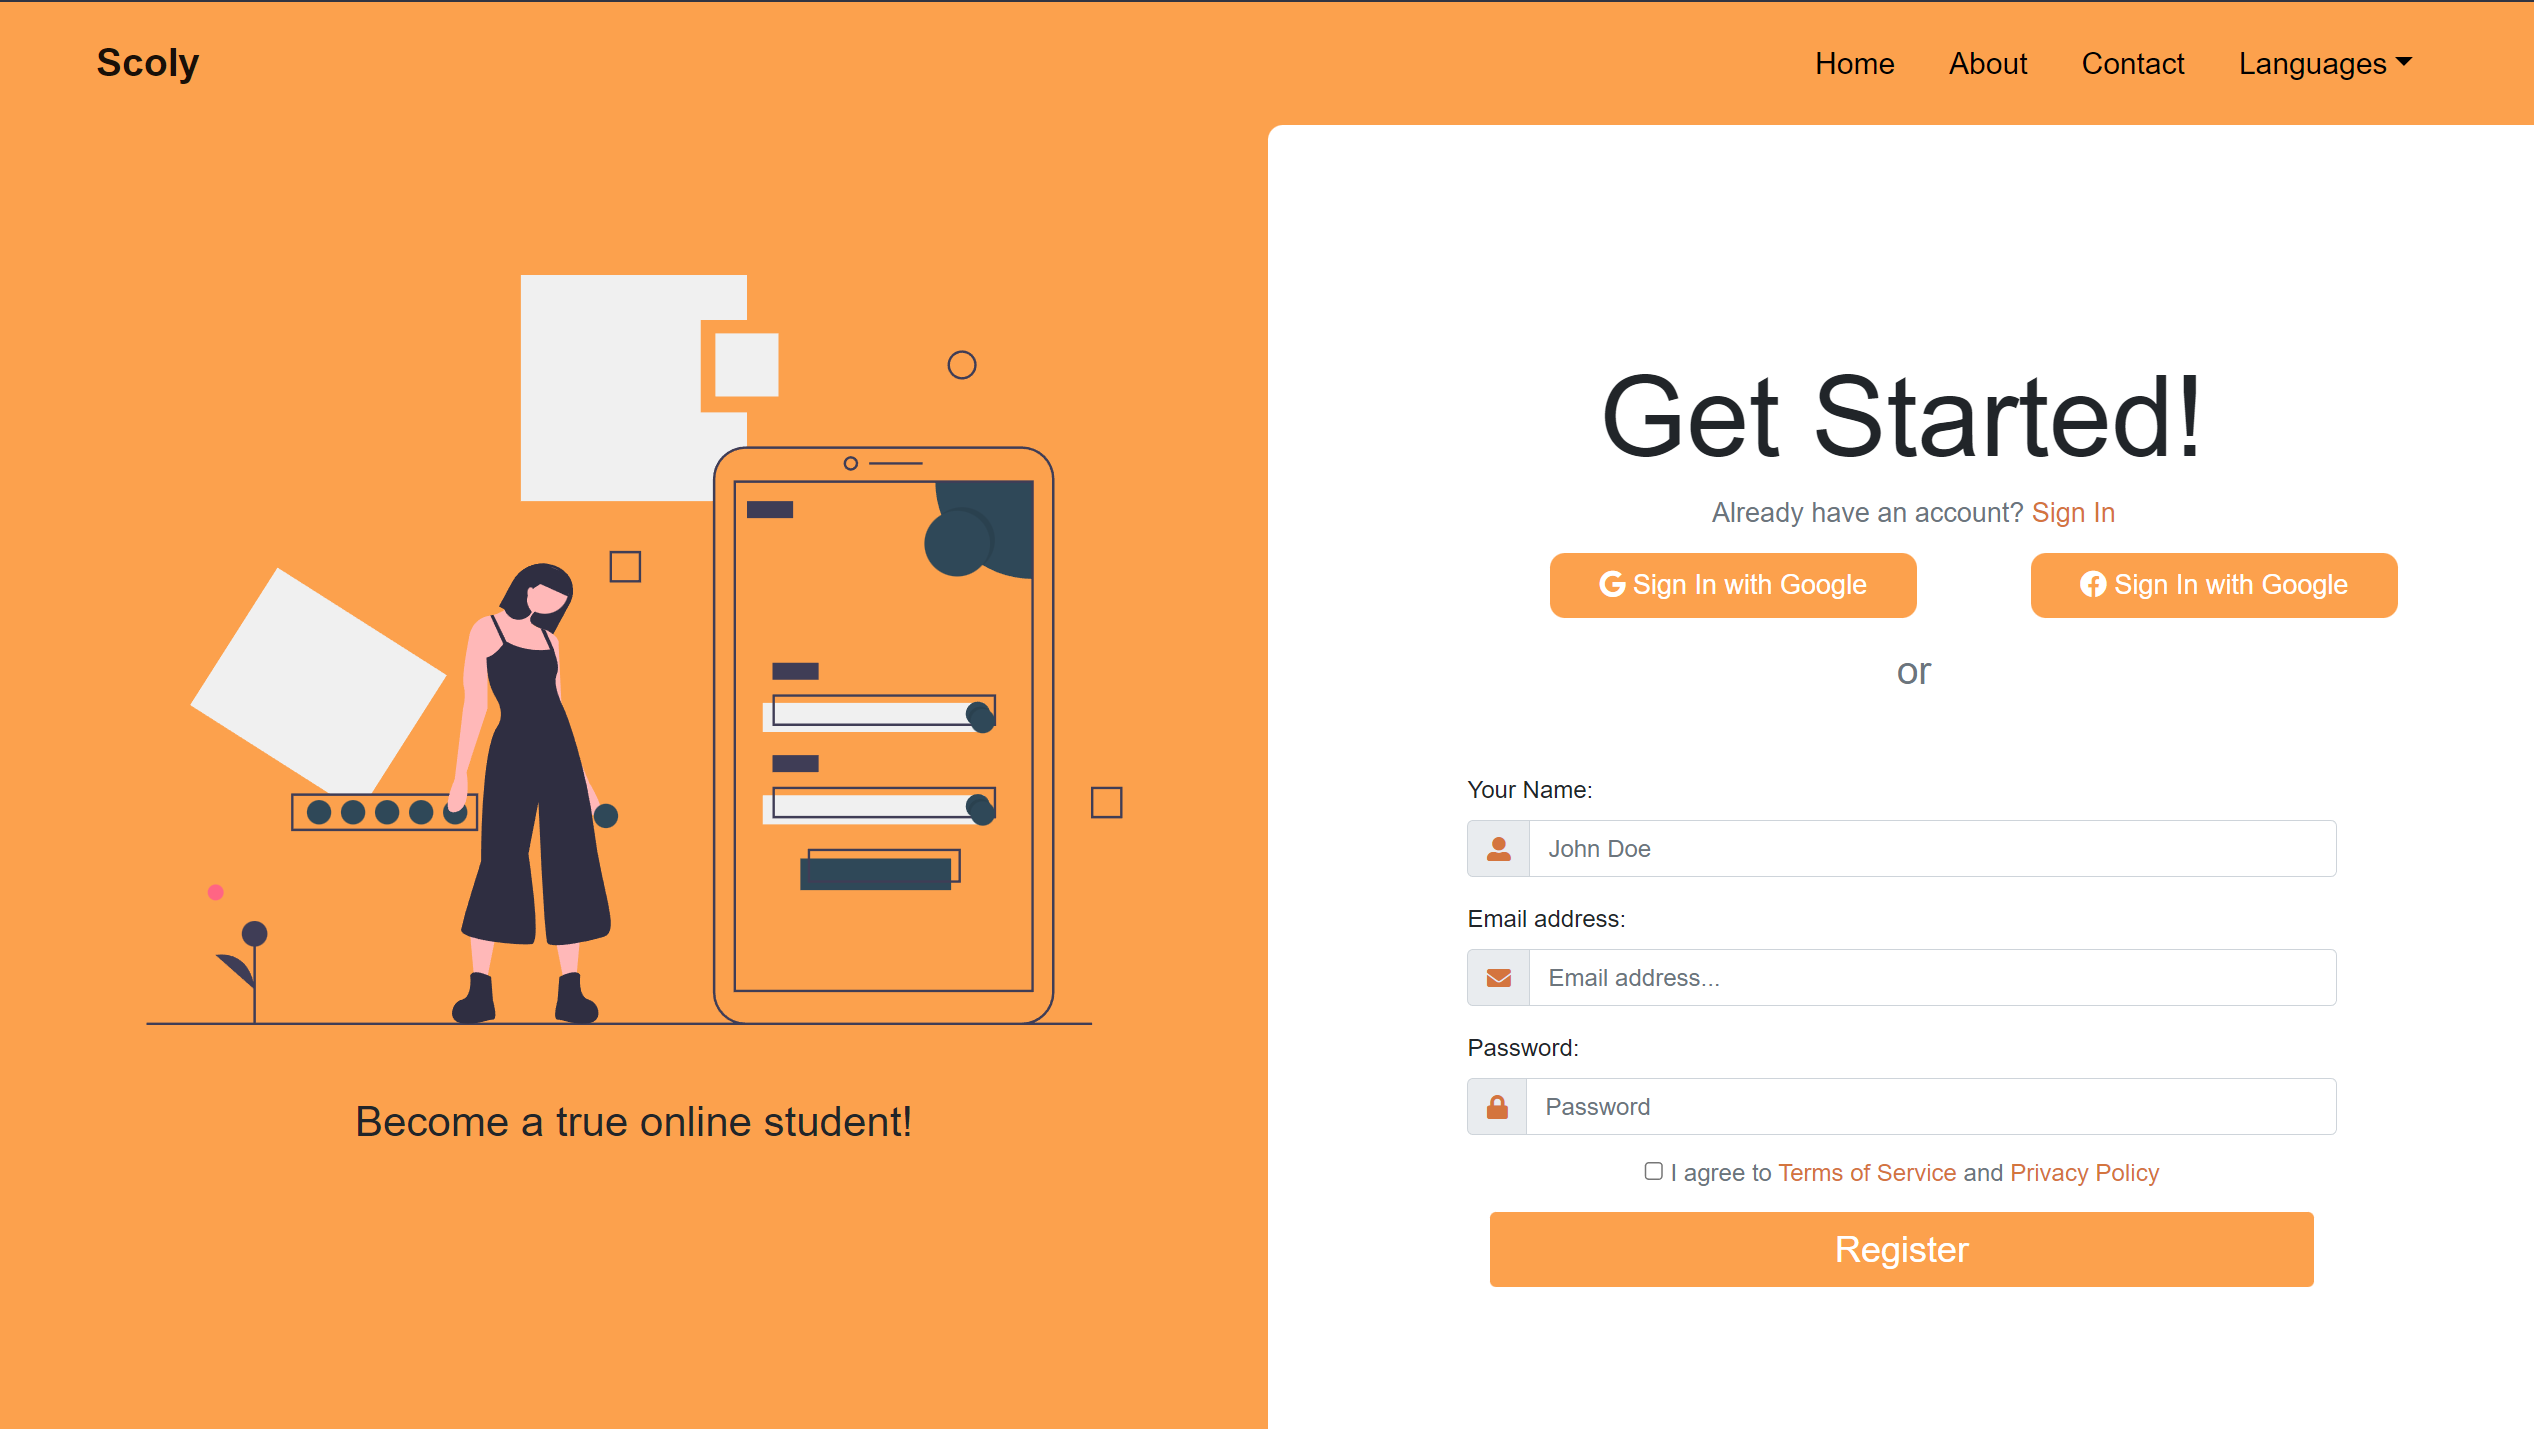 Scoly
Home About Contact Languages
Get Started!
Already have an account? Sign In
Sign In with Google Sign In with Google
or
Your Name:
John Doe
Email address:
Email address...
Password:
Password
I agree to Terms of Service and Privacy Policy
Register
Become a true online student!